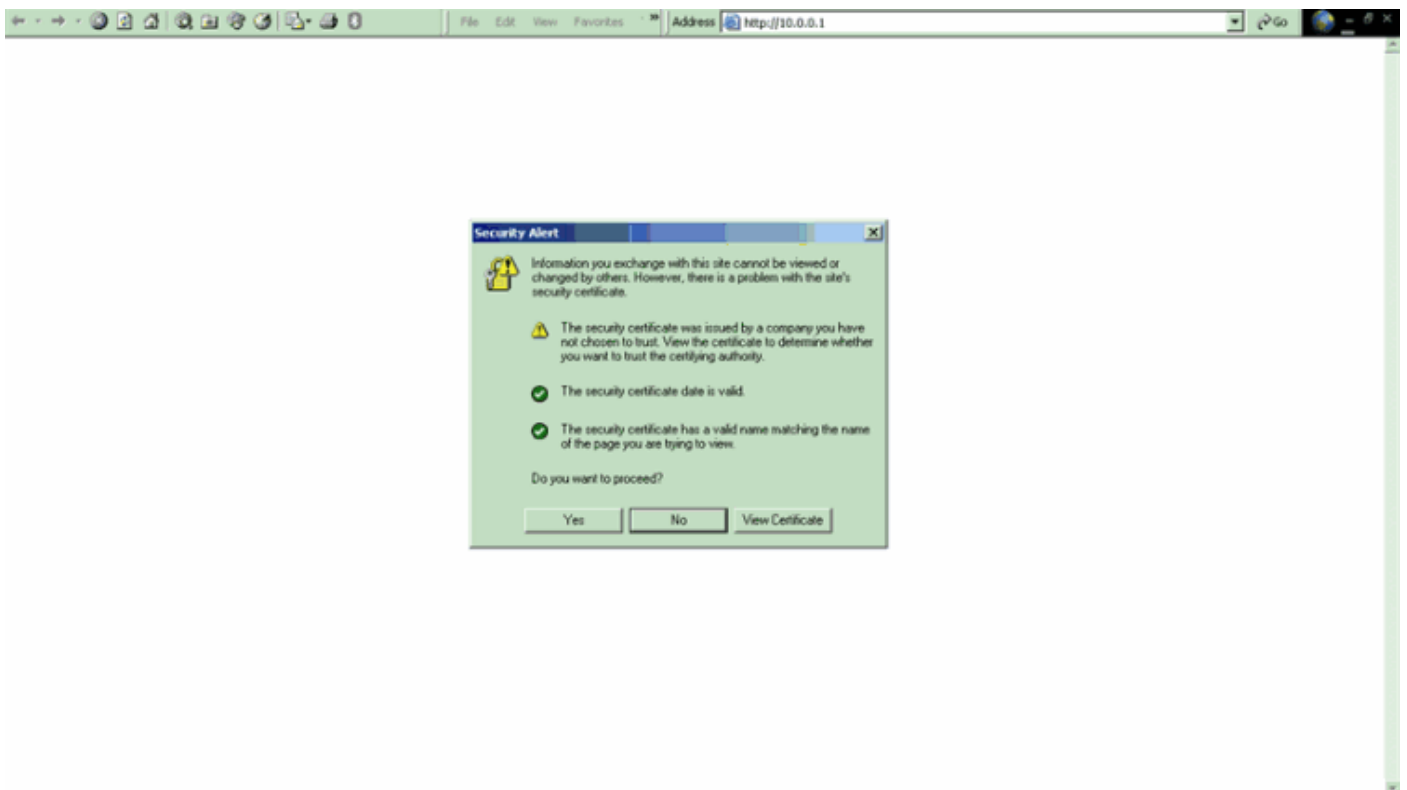 File Edit View Favorites » Address http://10.0.0.1 Go
Security Alert
Information you exchange with this site cannot be viewed or
changed by others. However, there is a problem with the site's
security certificate.
The security certificate was issued by a company you have
not chosen to trust. View the certificate to determine whether
you want to trust the certifying authority.
The security certificate date is valid.
The security certificate has a valid name matching the name
of the page you are trying to view.
Do you want to proceed?
Yes No View Certificate